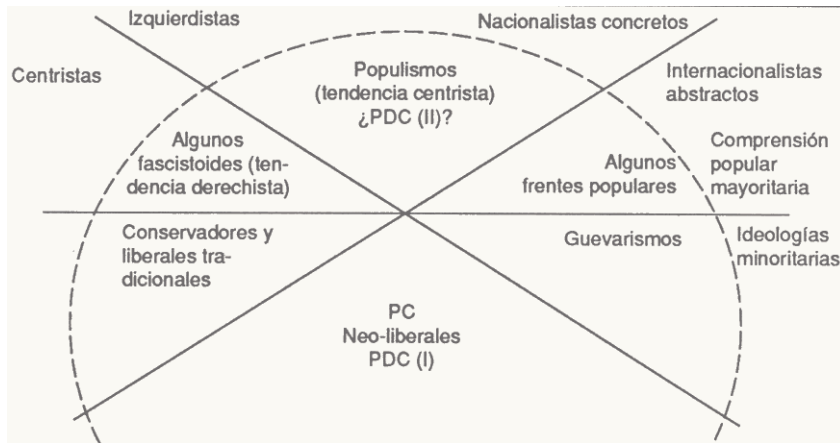 Izquierdistas
Nacionalistas concretos
Centristas
Populismos
(tendencia centrista)
¿PDC (II)?
Internacionalistas
abstractos
Algunos
fascistoides (ten-
dencia derechista)
Algunos
frentes populares
Comprensión
popular
mayoritaria
Conservadores y
liberales tra-
dicionales
Guevarismos
Ideologías
minoritarias
PC
Neo-liberales
PDC (I)